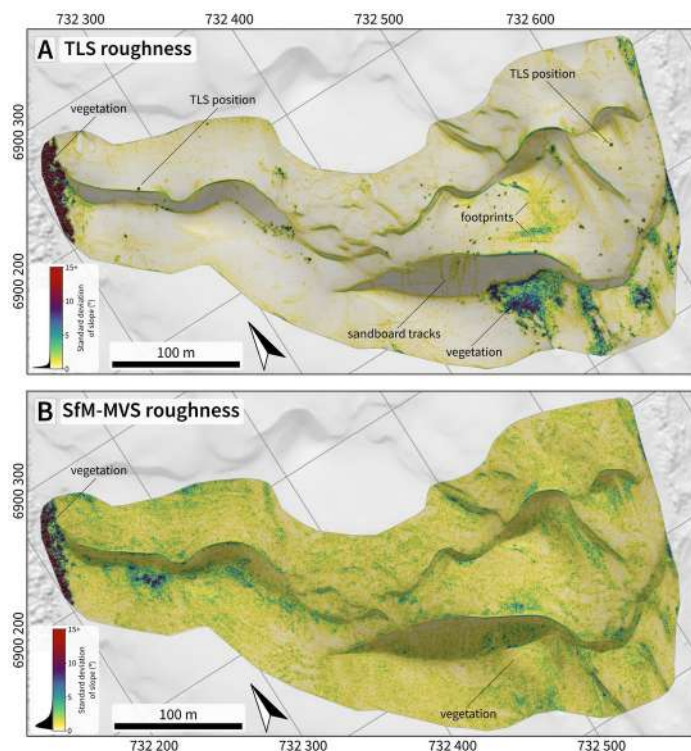 732 300 732 400 732 500 732 600
A TLS roughness
vegetation
TLS position
TLS position
6900 300
footprints
6900 200
15+
10
5
0
Standard deviation
of slope (°)
sandboard tracks
vegetation
100 m
B SfM-MVS roughness
vegetation
6900 300
6900 200
15+
10
5
0
Standard deviation
of slope (°)
vegetation
100 m
732 200 732 300 732 400 732 500